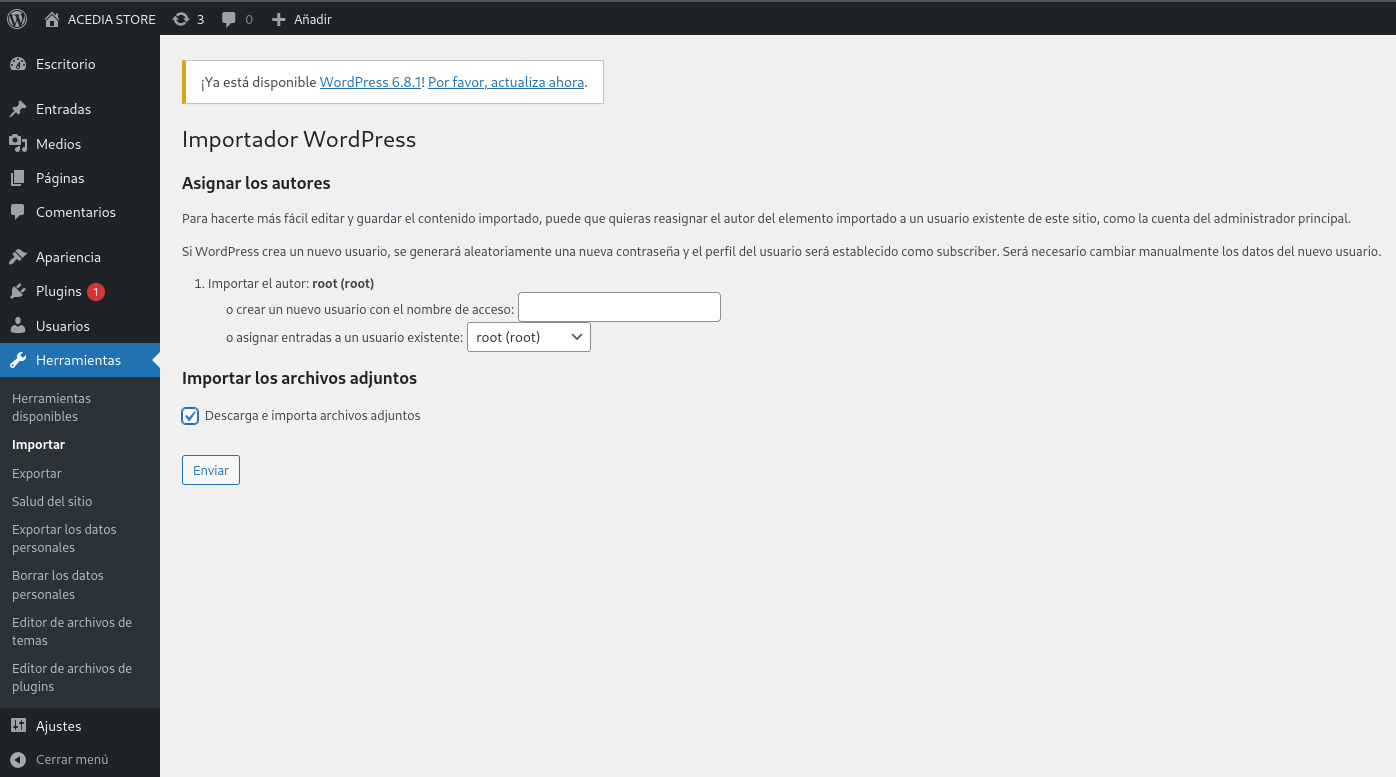 ACEDIA STORE 3 0 Añadir
Escritorio
Entradas
Medios
Páginas
Comentarios
Apariencia
Plugins 1
Usuarios
Herramientas
Herramientas
disponibles
Importar
Exportar
Salud del sitio
Exportar los datos
personales
Borrar los datos
personales
Editor de archivos de
temas
Editor de archivos de
plugins
Ajustes
Cerrar menú
¡Ya está disponible WordPress 6.8.1! Por favor, actualiza ahora.
Importador WordPress
Asignar los autores
Para hacerte más fácil editar y guardar el contenido importado, puede que quieras reasignar el autor del elemento importado a un usuario existente de este sitio, como la cuenta del administrador principal.
Si WordPress crea un nuevo usuario, se generará aleatoriamente una nueva contraseña y el perfil del usuario será establecido como subscriber. Será necesario cambiar manualmente los datos del nuevo usuario.
1. Importar el autor: root (root)
o crear un nuevo usuario con el nombre de acceso:
o asignar entradas a un usuario existente: root (root)
Importar los archivos adjuntos
Descarga e importa archivos adjuntos
Enviar